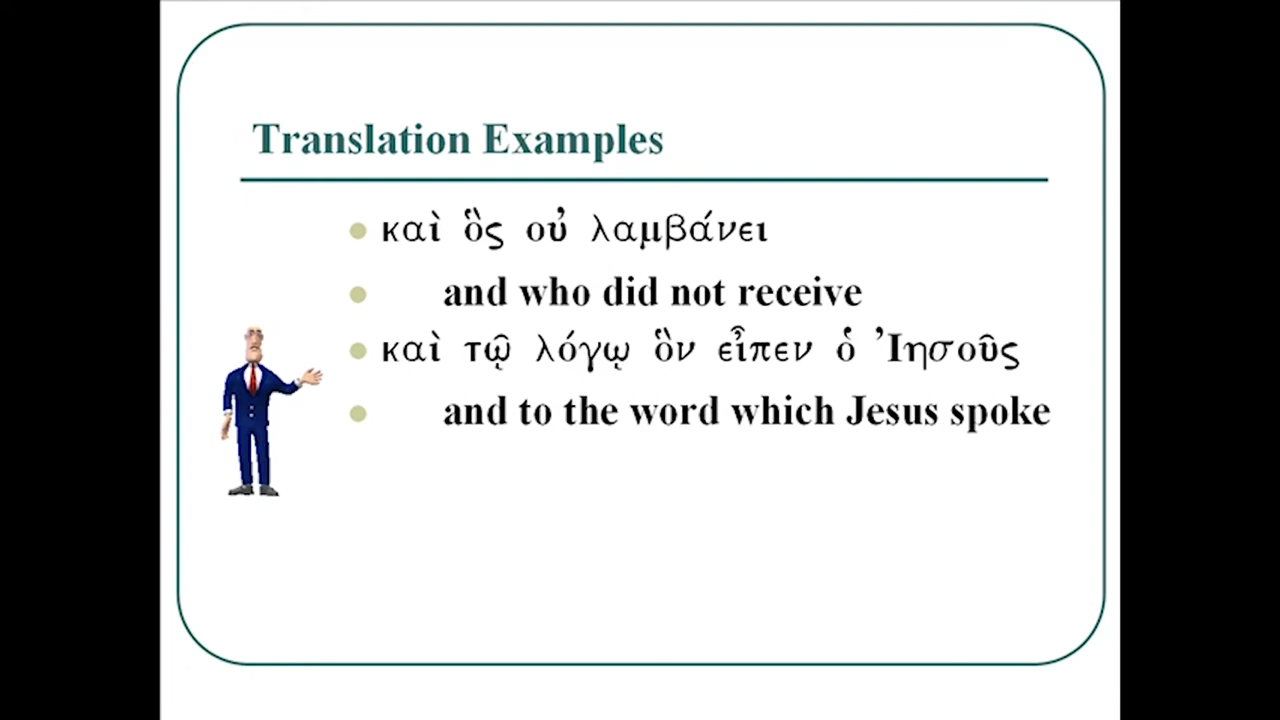 Translation Examples
καὶ ὃς οὐ λαμβάνει
and who did not receive
καὶ τῷ λόγῳ ὃν εἶπεν ὁ Ἰησοῦς
and to the word which Jesus spoke